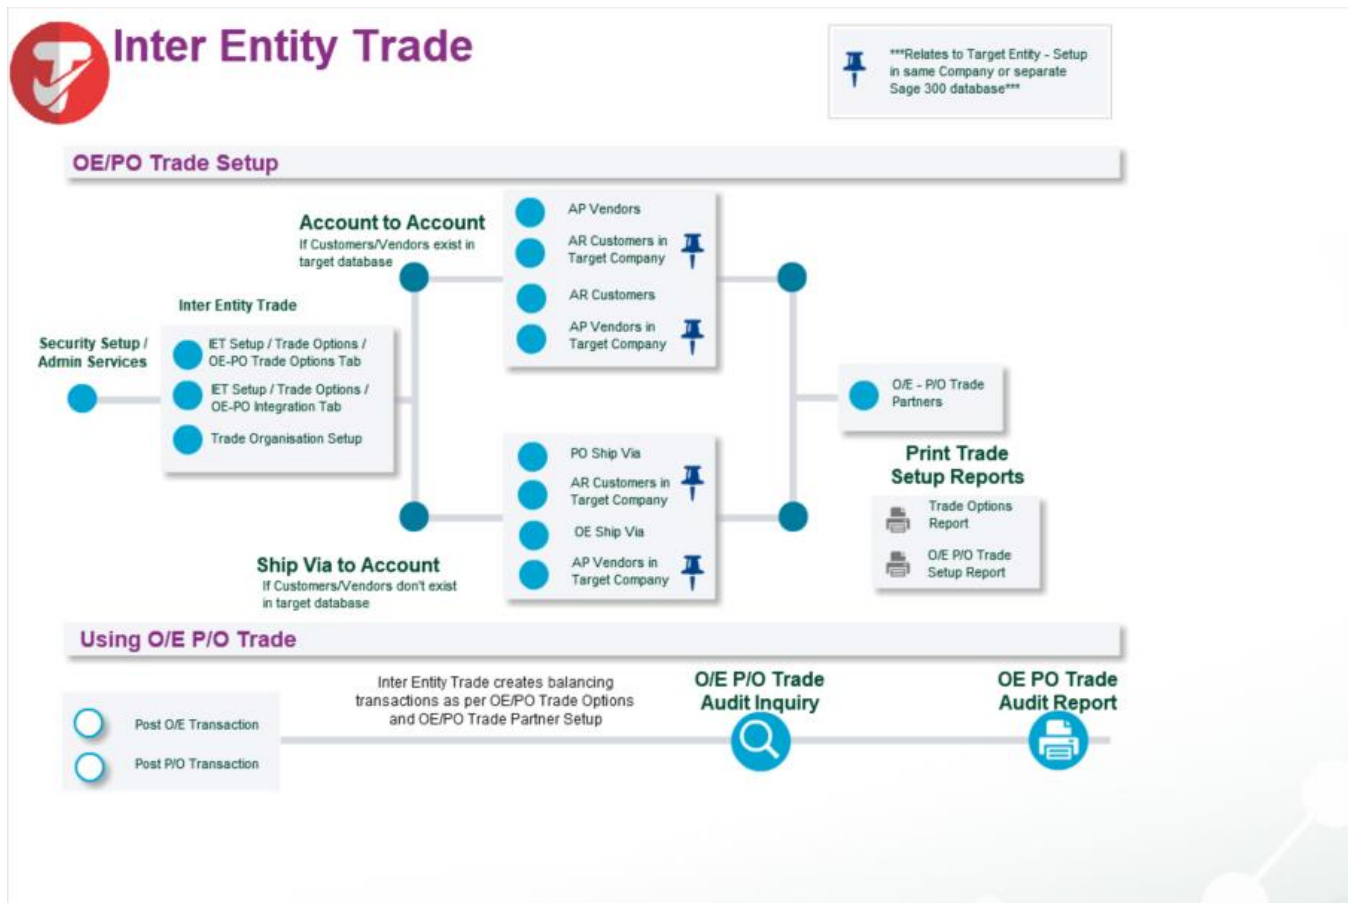 Inter Entity Trade
***Relates to Target Entity - Setup
in same Company or separate
Sage 300 database***
OE/PO Trade Setup
Account to Account
If Customers/Vendors exist in
target database
AP Vendors
AR Customers in
Target Company
AR Customers
AP Vendors in
Target Company
Inter Entity Trade
Security Setup /
Admin Services
IET Setup / Trade Options /
OE-PO Trade Options Tab
IET Setup / Trade Options /
OE-PO Integration Tab
Trade Organisation Setup
O/E - P/O Trade
Partners
PO Ship Via
AR Customers in
Target Company
OE Ship Via
AP Vendors in
Target Company
Print Trade
Setup Reports
Trade Options
Report
O/E P/O Trade
Setup Report
Ship Via to Account
If Customers/Vendors don't exist
in target database
Using O/E P/O Trade
Post O/E Transaction
Post P/O Transaction
Inter Entity Trade creates balancing
transactions as per OE/PO Trade Options
and OE/PO Trade Partner Setup
O/E P/O Trade
Audit Inquiry
OE PO Trade
Audit Report